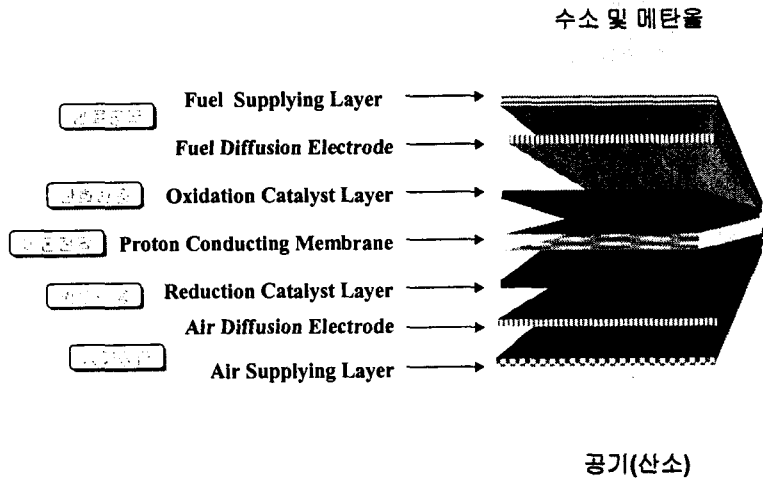 수소 및 메탄올
Fuel Supplying Layer
Fuel Diffusion Electrode
Oxidation Catalyst Layer
Proton Conducting Membrane
Reduction Catalyst Layer
Air Diffusion Electrode
Air Supplying Layer
공기(산소)